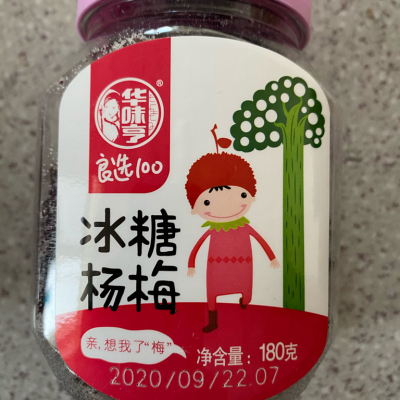 华味亨®
良选100
冰糖
杨梅
亲,想我了“梅”
净含量: 180克
2020/09/22.07